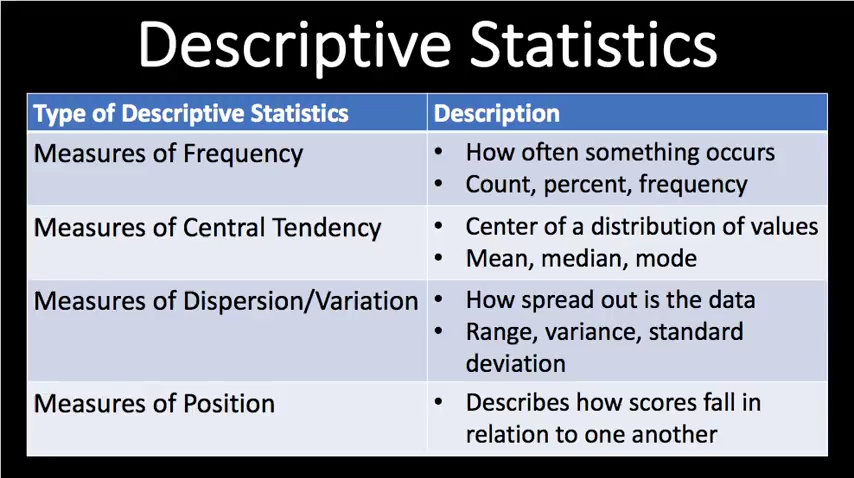 Descriptive Statistics
Type of Descriptive Statistics
Description
Measures of Frequency
• How often something occurs
• Count, percent, frequency
Measures of Central Tendency
• Center of a distribution of values
• Mean, median, mode
Measures of Dispersion/Variation
• How spread out is the data
• Range, variance, standard
deviation
Measures of Position
• Describes how scores fall in
relation to one another